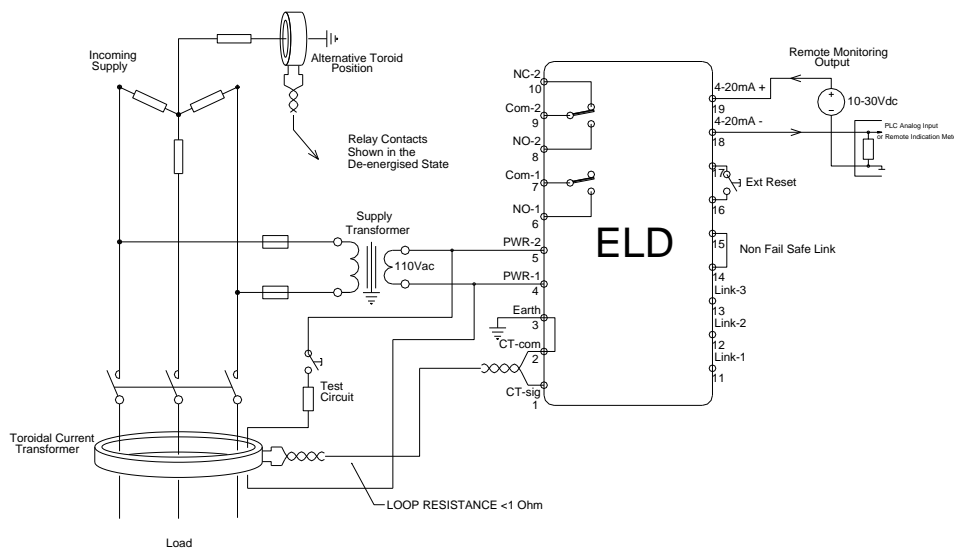 Incoming
Supply
Alternative Toroid
Position
Relay Contacts
Shown in the
De-energised State
Supply
Transformer
110Vac
Test
Circuit
Toroidal Current
Transformer
LOOP RESISTANCE <1 Ohm
Load
NC-2
10
Com-2
9
NO-2
8
Com-1
7
NO-1
6
PWR-2
5
PWR-1
4
Earth
3
CT-com
2
CT-sig
1
ELD
4-20mA +
19
4-20mA -
18
17
16
15
14
Link-3
13
Link-2
12
Link-1
11
Remote Monitoring
Output
+
-
10-30Vdc
PLC Analog Input
or Remote Indication Mete
Ext Reset
Non Fail Safe Link